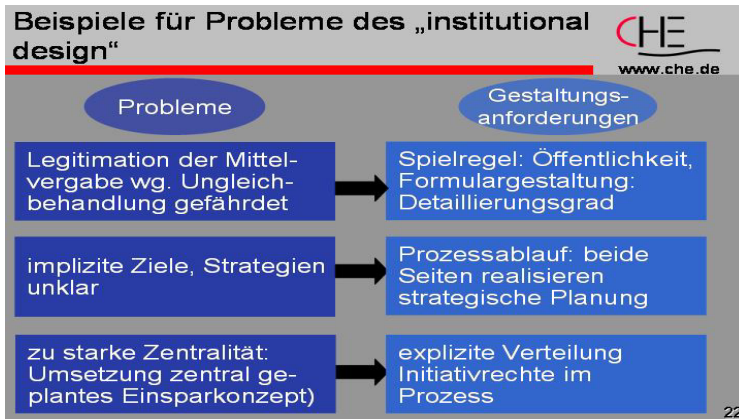 Beispiele für Probleme des „institutional
design“
CHE
www.che.de
Probleme
Gestaltungs-
anforderungen
Legitimation der Mittel-
vergabe wg. Ungleich-
behandlung gefährdet
Spielregel: Öffentlichkeit,
Formulargestaltung:
Detaillierungsgrad
implizite Ziele, Strategien
unklar
Prozessablauf: beide
Seiten realisieren
strategische Planung
zu starke Zentralität:
Umsetzung zentral ge-
plantes Einsparkonzept)
explizite Verteilung
Initiativrechte im
Prozess
22